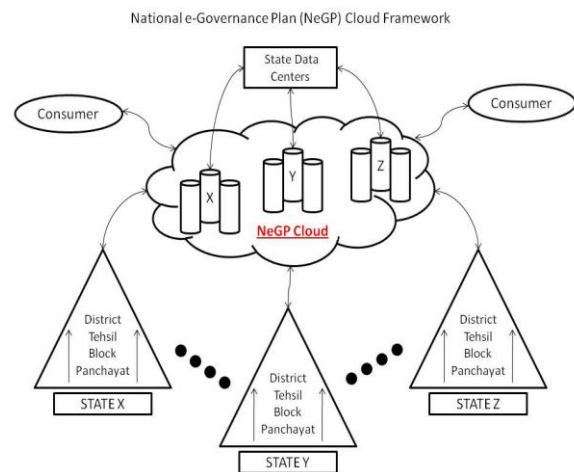 National e-Governance Plan (NeGP) Cloud Framework
State Data
Centers
Consumer
Consumer
X
Y
Z
NeGP Cloud
District
Tehsil
Block
Panchayat
STATE X
District
Tehsil
Block
Panchayat
STATE Y
District
Tehsil
Block
Panchayat
STATE Z